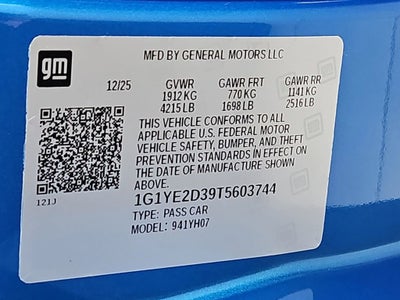 gm
MFD BY GENERAL MOTORS LLC
12/25 GVWR GAWR FRT GAWR RR
1912 KG 770 KG 1141 KG
4215 LB 1698 LB 2516 LB
THIS VEHICLE CONFORMS TO ALL
APPLICABLE U.S. FEDERAL MOTOR
VEHICLE SAFETY, BUMPER, AND THEFT
PREVENTION STANDARDS IN EFFECT ON
THE DATE OF MANUFACTURE SHOWN
ABOVE.
121J
1G1YE2D39T5603744
TYPE: PASS CAR
MODEL: 941YH07